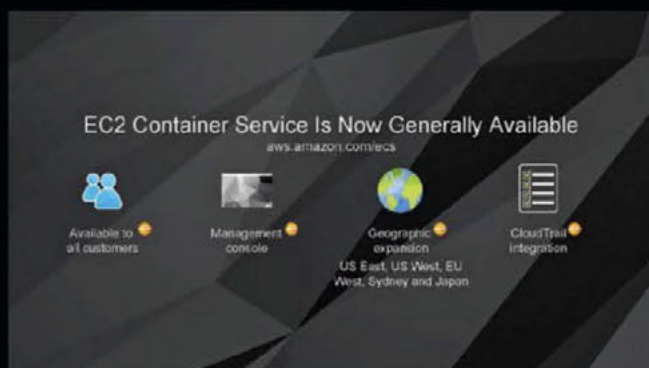 EC2 Container Service Is Now Generally Available
aws.amazon.com/ecs
Available to
all customers
Management
console
Geographic
expansion
US East, US West, EU
West, Sydney and Japan
CloudTrail
integration